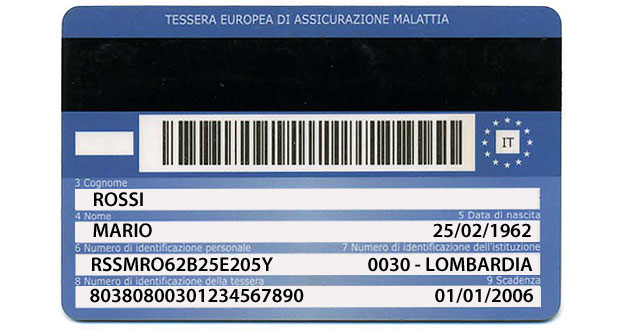 TESSERA EUROPEA DI ASSICURAZIONE MALATTIA
IT
3 Cognome
ROSSI
4 Nome 5 Data di nascita
MARIO 25/02/1962
6 Numero di identificazione personale 7 Numero di identificazione dell'istituzione
RSSMRO62B25E205Y 0030 - LOMBARDIA
8 Numero di identificazione della tessera 9 Scadenza
80380800301234567890 01/01/2006